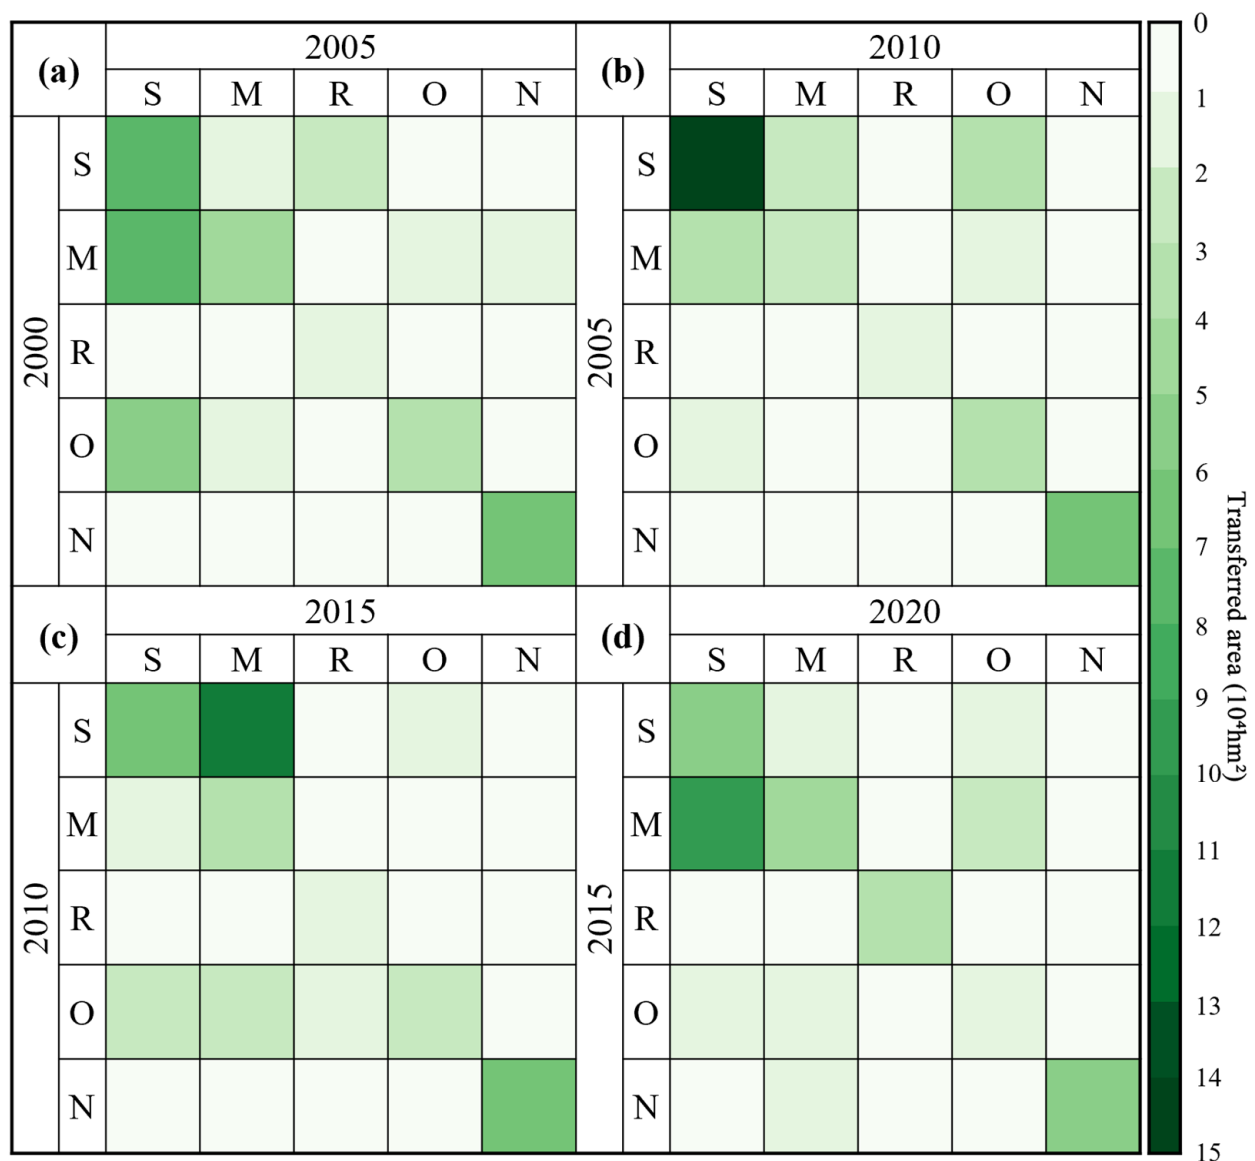 (a) 2005 (b) 2010
S M R O N S M R O N
2000 2005
S S
M M
R R
O O
N N
(c) 2015 (d) 2020
S M R O N S M R O N
2010 2015
S S
M M
R R
O O
N N
0
1
2
3
4
5
6
7
8
9
10
11
12
13
14
15
Transferred area (10⁴hm²)